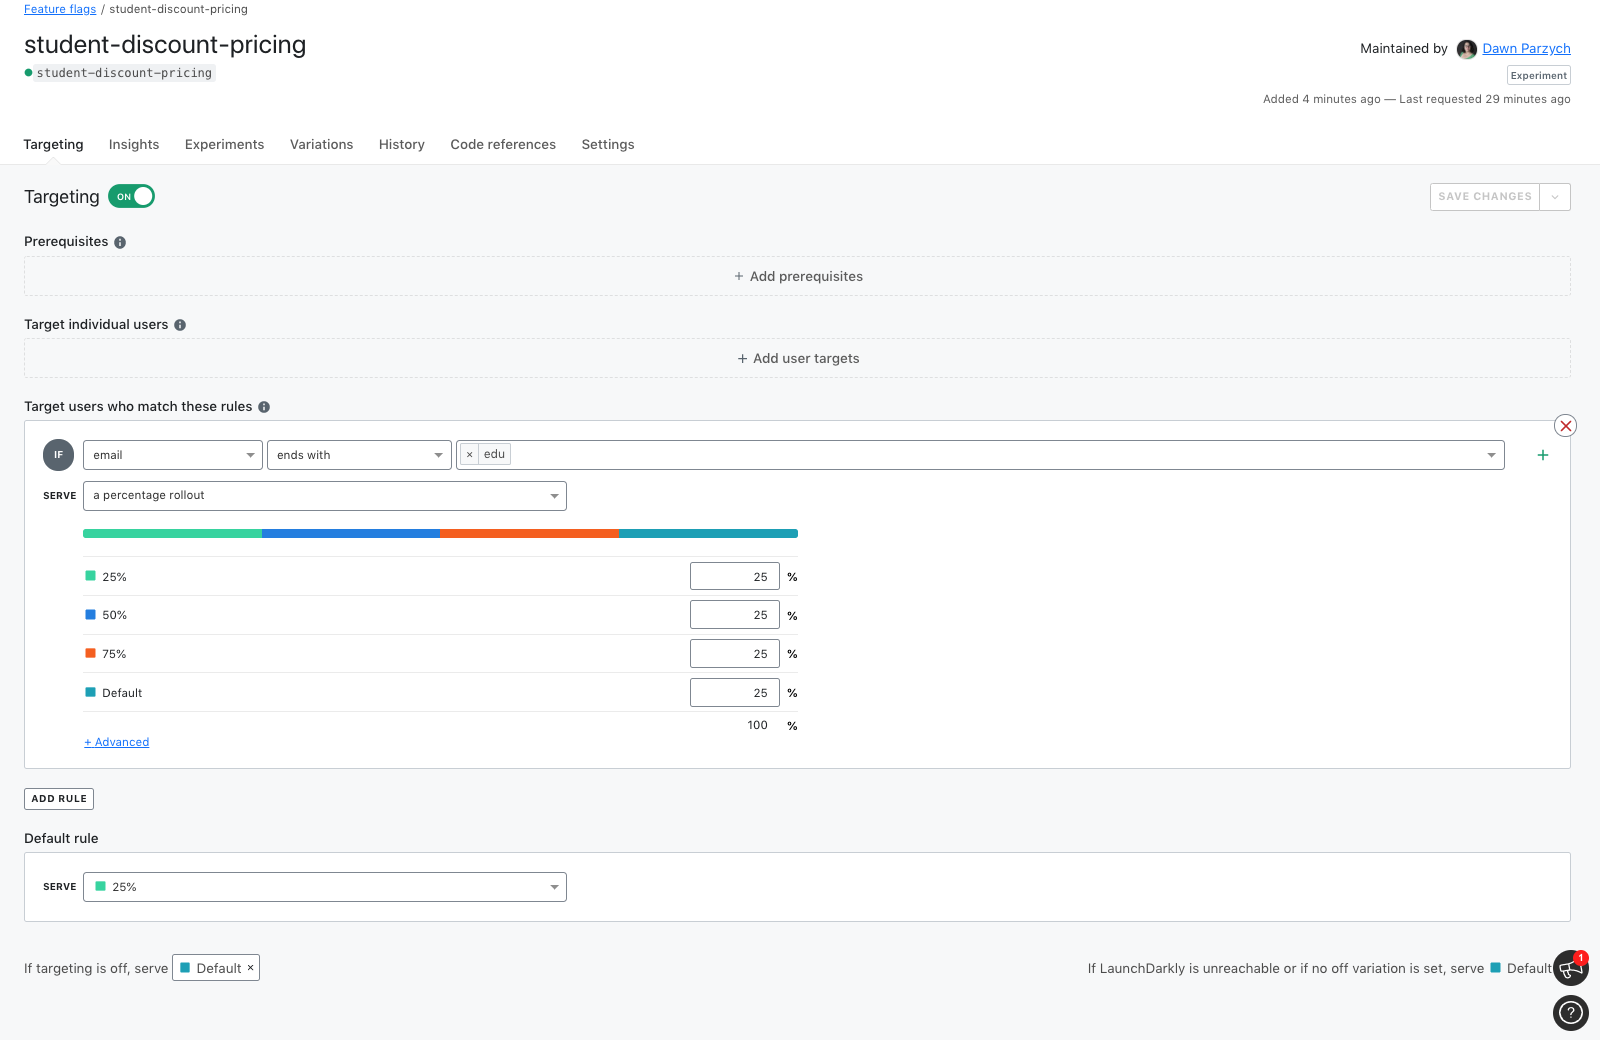 Feature flags / student-discount-pricing
student-discount-pricing
student-discount-pricing
Maintained by Dawn Parzych
Experiment
Added 4 minutes ago — Last requested 29 minutes ago
Targeting Insights Experiments Variations History Code references Settings
Targeting ON
SAVE CHANGES
Prerequisites
+ Add prerequisites
Target individual users
+ Add user targets
Target users who match these rules
IF email ends with × edu
+
SERVE a percentage rollout
25% 25 %
50% 25 %
75% 25 %
Default 25 %
100 %
+ Advanced
ADD RULE
Default rule
SERVE 25%
If targeting is off, serve Default ×
If LaunchDarkly is unreachable or if no off variation is set, serve Default
1
?